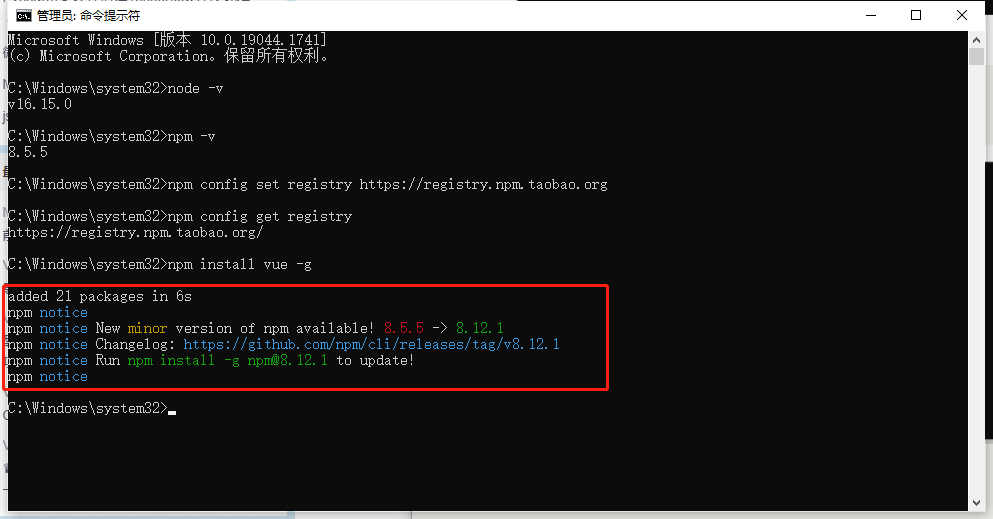 管理员: 命令提示符
Microsoft Windows [版本 10.0.19044.1741]
(c) Microsoft Corporation。保留所有权利。
C:\Windows\system32>node -v
v16.15.0
C:\Windows\system32>npm -v
8.5.5
C:\Windows\system32>npm config set registry https://registry.npm.taobao.org
C:\Windows\system32>npm config get registry
https://registry.npm.taobao.org/
C:\Windows\system32>npm install vue -g
added 21 packages in 6s
npm notice
npm notice New minor version of npm available! 8.5.5 -> 8.12.1
npm notice Changelog: https://github.com/npm/cli/releases/tag/v8.12.1
npm notice Run npm install -g npm@8.12.1 to update!
npm notice
C:\Windows\system32>